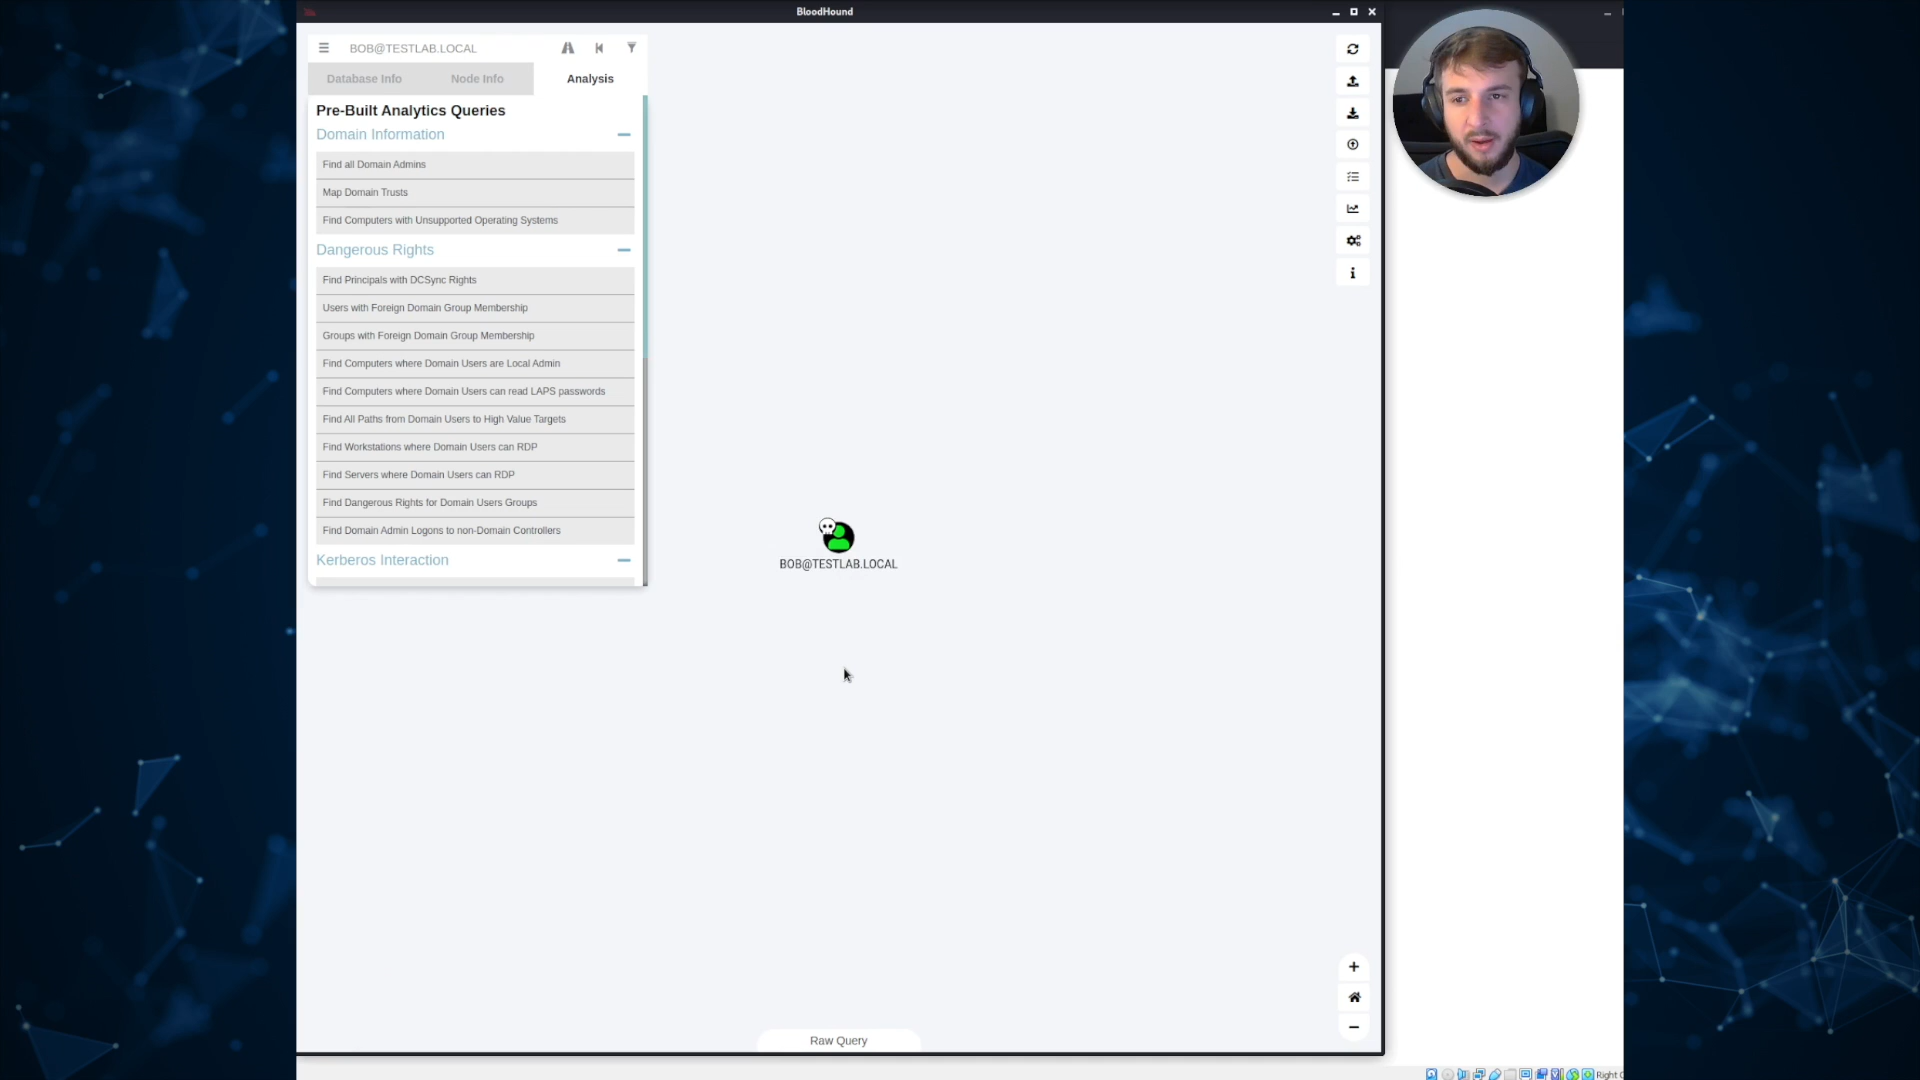 BloodHound
BOB@TESTLAB.LOCAL
Database Info
Node Info
Analysis
Pre-Built Analytics Queries
Domain Information
Find all Domain Admins
Map Domain Trusts
Find Computers with Unsupported Operating Systems
Dangerous Rights
Find Principals with DCSync Rights
Users with Foreign Domain Group Membership
Groups with Foreign Domain Group Membership
Find Computers where Domain Users are Local Admin
Find Computers where Domain Users can read LAPS passwords
Find All Paths from Domain Users to High Value Targets
Find Workstations where Domain Users can RDP
Find Servers where Domain Users can RDP
Find Dangerous Rights for Domain Users Groups
Find Domain Admin Logons to non-Domain Controllers
Kerberos Interaction
BOB@TESTLAB.LOCAL
Raw Query
Right